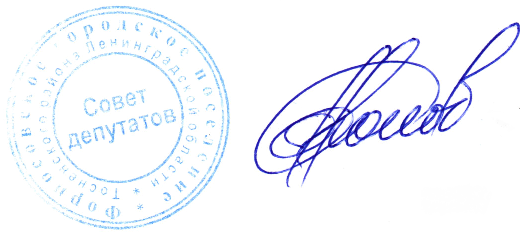 Форносовское городское поселение *
Тосненского района Ленинградской области *
Совет
депутатов